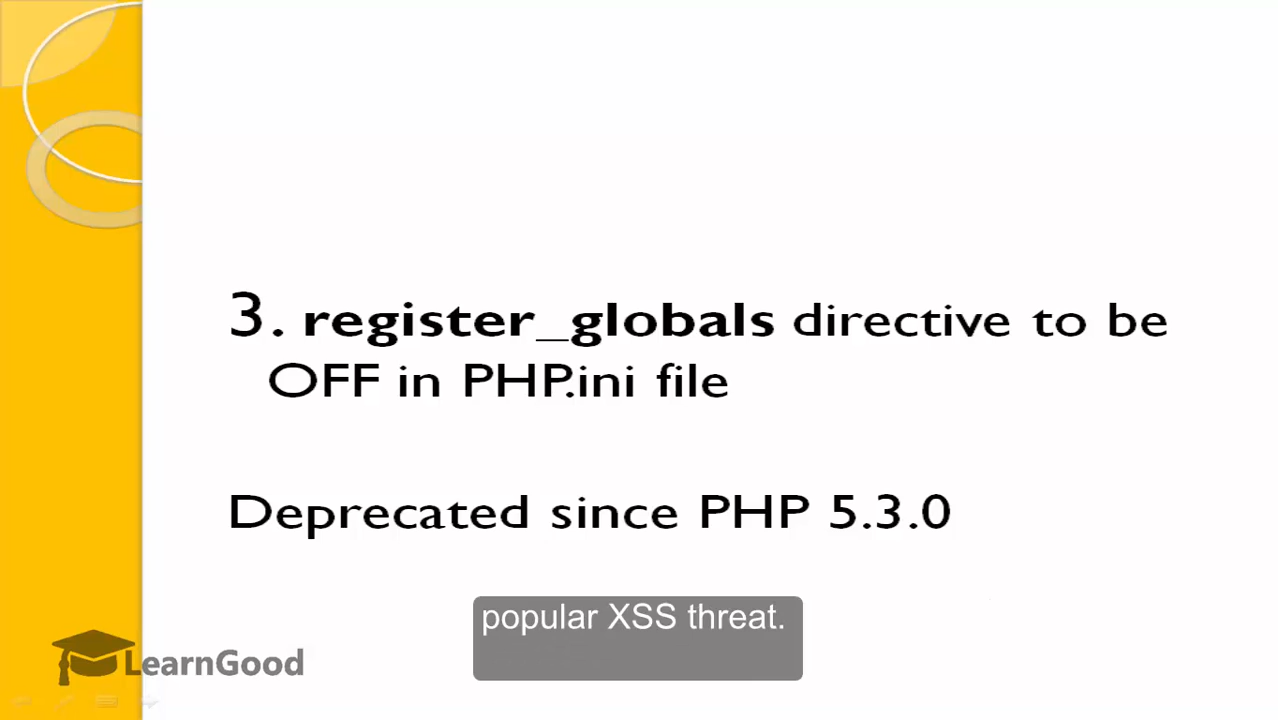 3. register_globals directive to be
OFF in PHP.ini file
Deprecated since PHP 5.3.0
popular XSS threat.
LearnGood